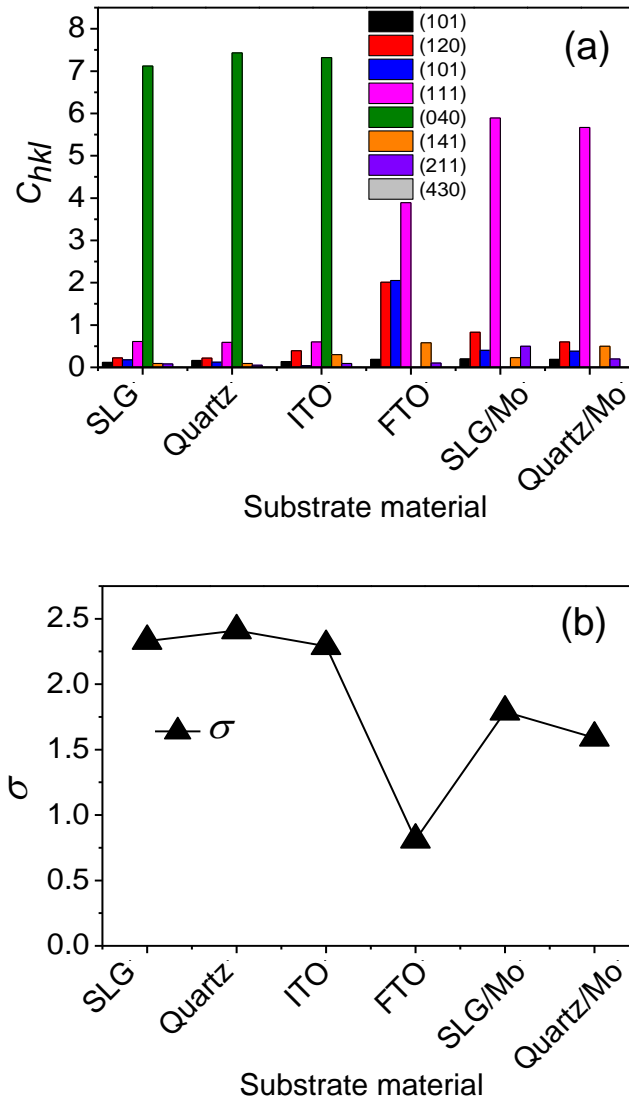 8
7
6
5
4
3
2
1
0
C_hkl
(101)
(120)
(101)
(111)
(040)
(141)
(211)
(430)
(a)
SLG
Quartz
ITO
FTO
SLG/Mo
Quartz/Mo
Substrate material
2.5
2.0
1.5
1.0
0.5
0.0
σ
σ
(b)
SLG
Quartz
ITO
FTO
SLG/Mo
Quartz/Mo
Substrate material